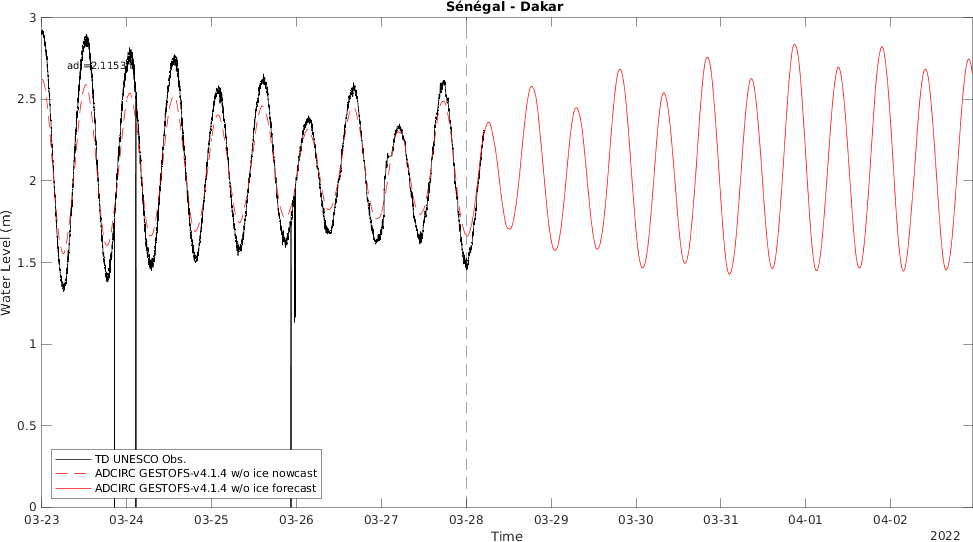 Sénégal - Dakar
3
2.5
2
1.5
1
0.5
0
Water Level (m)
adj=2.1153
TD UNESCO Obs.
ADCIRC GESTOFS-v4.1.4 w/o ice nowcast
ADCIRC GESTOFS-v4.1.4 w/o ice forecast
03-23 03-24 03-25 03-26 03-27 03-28 03-29 03-30 03-31 04-01 04-02
Time
2022